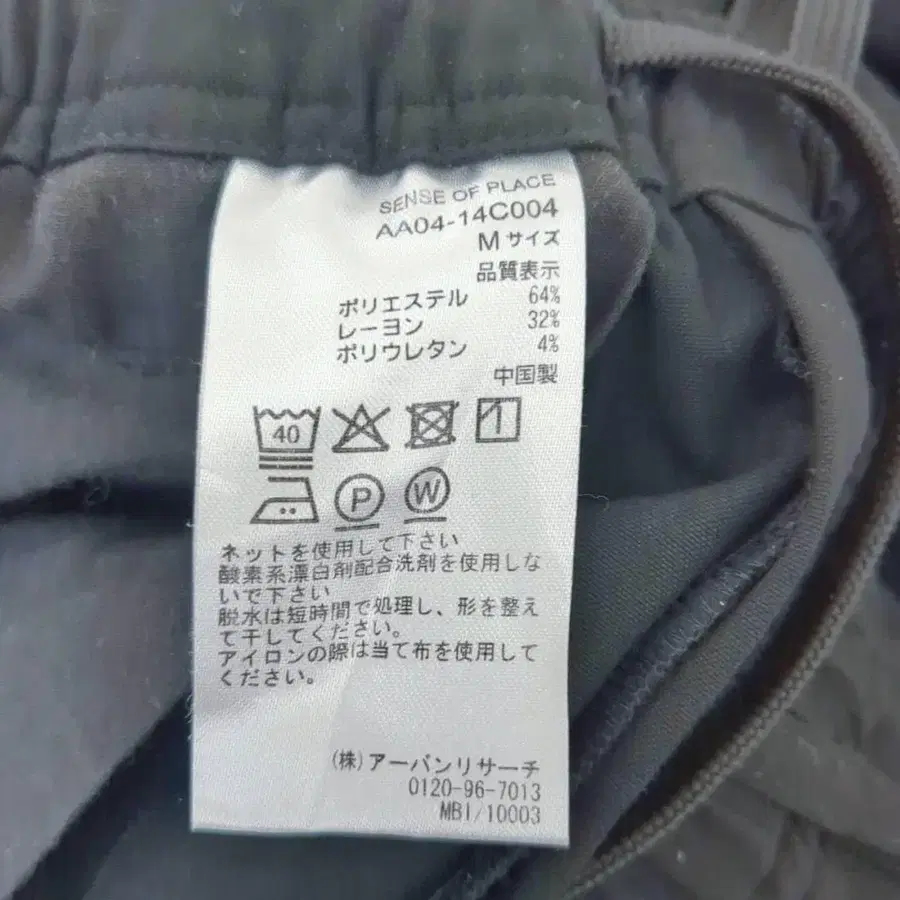 SENSE OF PLACE
AA04-14C004
Mサイズ
品質表示
ポリエステル 64%
レーヨン 32%
ポリウレタン 4%
中国製
40
P W
ネットを使用して下さい
酸素系漂白剤配合洗剤を使用しな
いで下さい
脱水は短時間で処理し、形を整え
て干してください。
アイロンの際は当て布を使用して
ください。
(株)アーバンリサーチ
0120-96-7013
MBI/10003